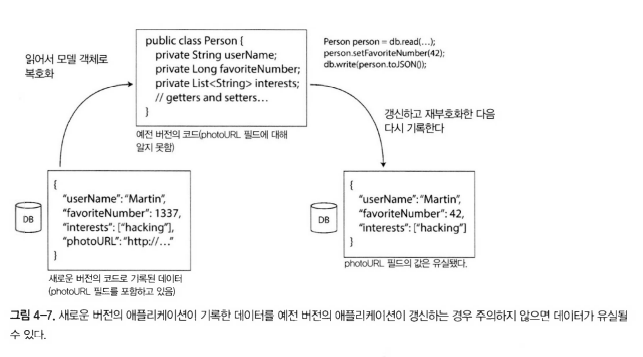 읽어서 모델 객체로
복호화
public class Person {
private String userName;
private Long favoriteNumber;
private List<String> interests;
// getters and setters…
}
Person person = db.read(…);
person.setFavoriteNumber(42);
db.write(person.toJSON());
예전 버전의 코드(photoURL 필드에 대해
알지 못함)
갱신하고 재부호화한 다음
다시 기록한다
DB
{
"userName": "Martin",
"favoriteNumber": 1337,
"interests": ["hacking"],
"photoURL": "http://…"
}
새로운 버전의 코드로 기록된 데이터
(photoURL 필드를 포함하고 있음)
DB
{
"userName": "Martin",
"favoriteNumber": 42,
"interests": ["hacking"]
}
photoURL 필드의 값은 유실됐다.
그림 4-7. 새로운 버전의 애플리케이션이 기록한 데이터를 예전 버전의 애플리케이션이 갱신하는 경우 주의하지 않으면 데이터가 유실될
수 있다.